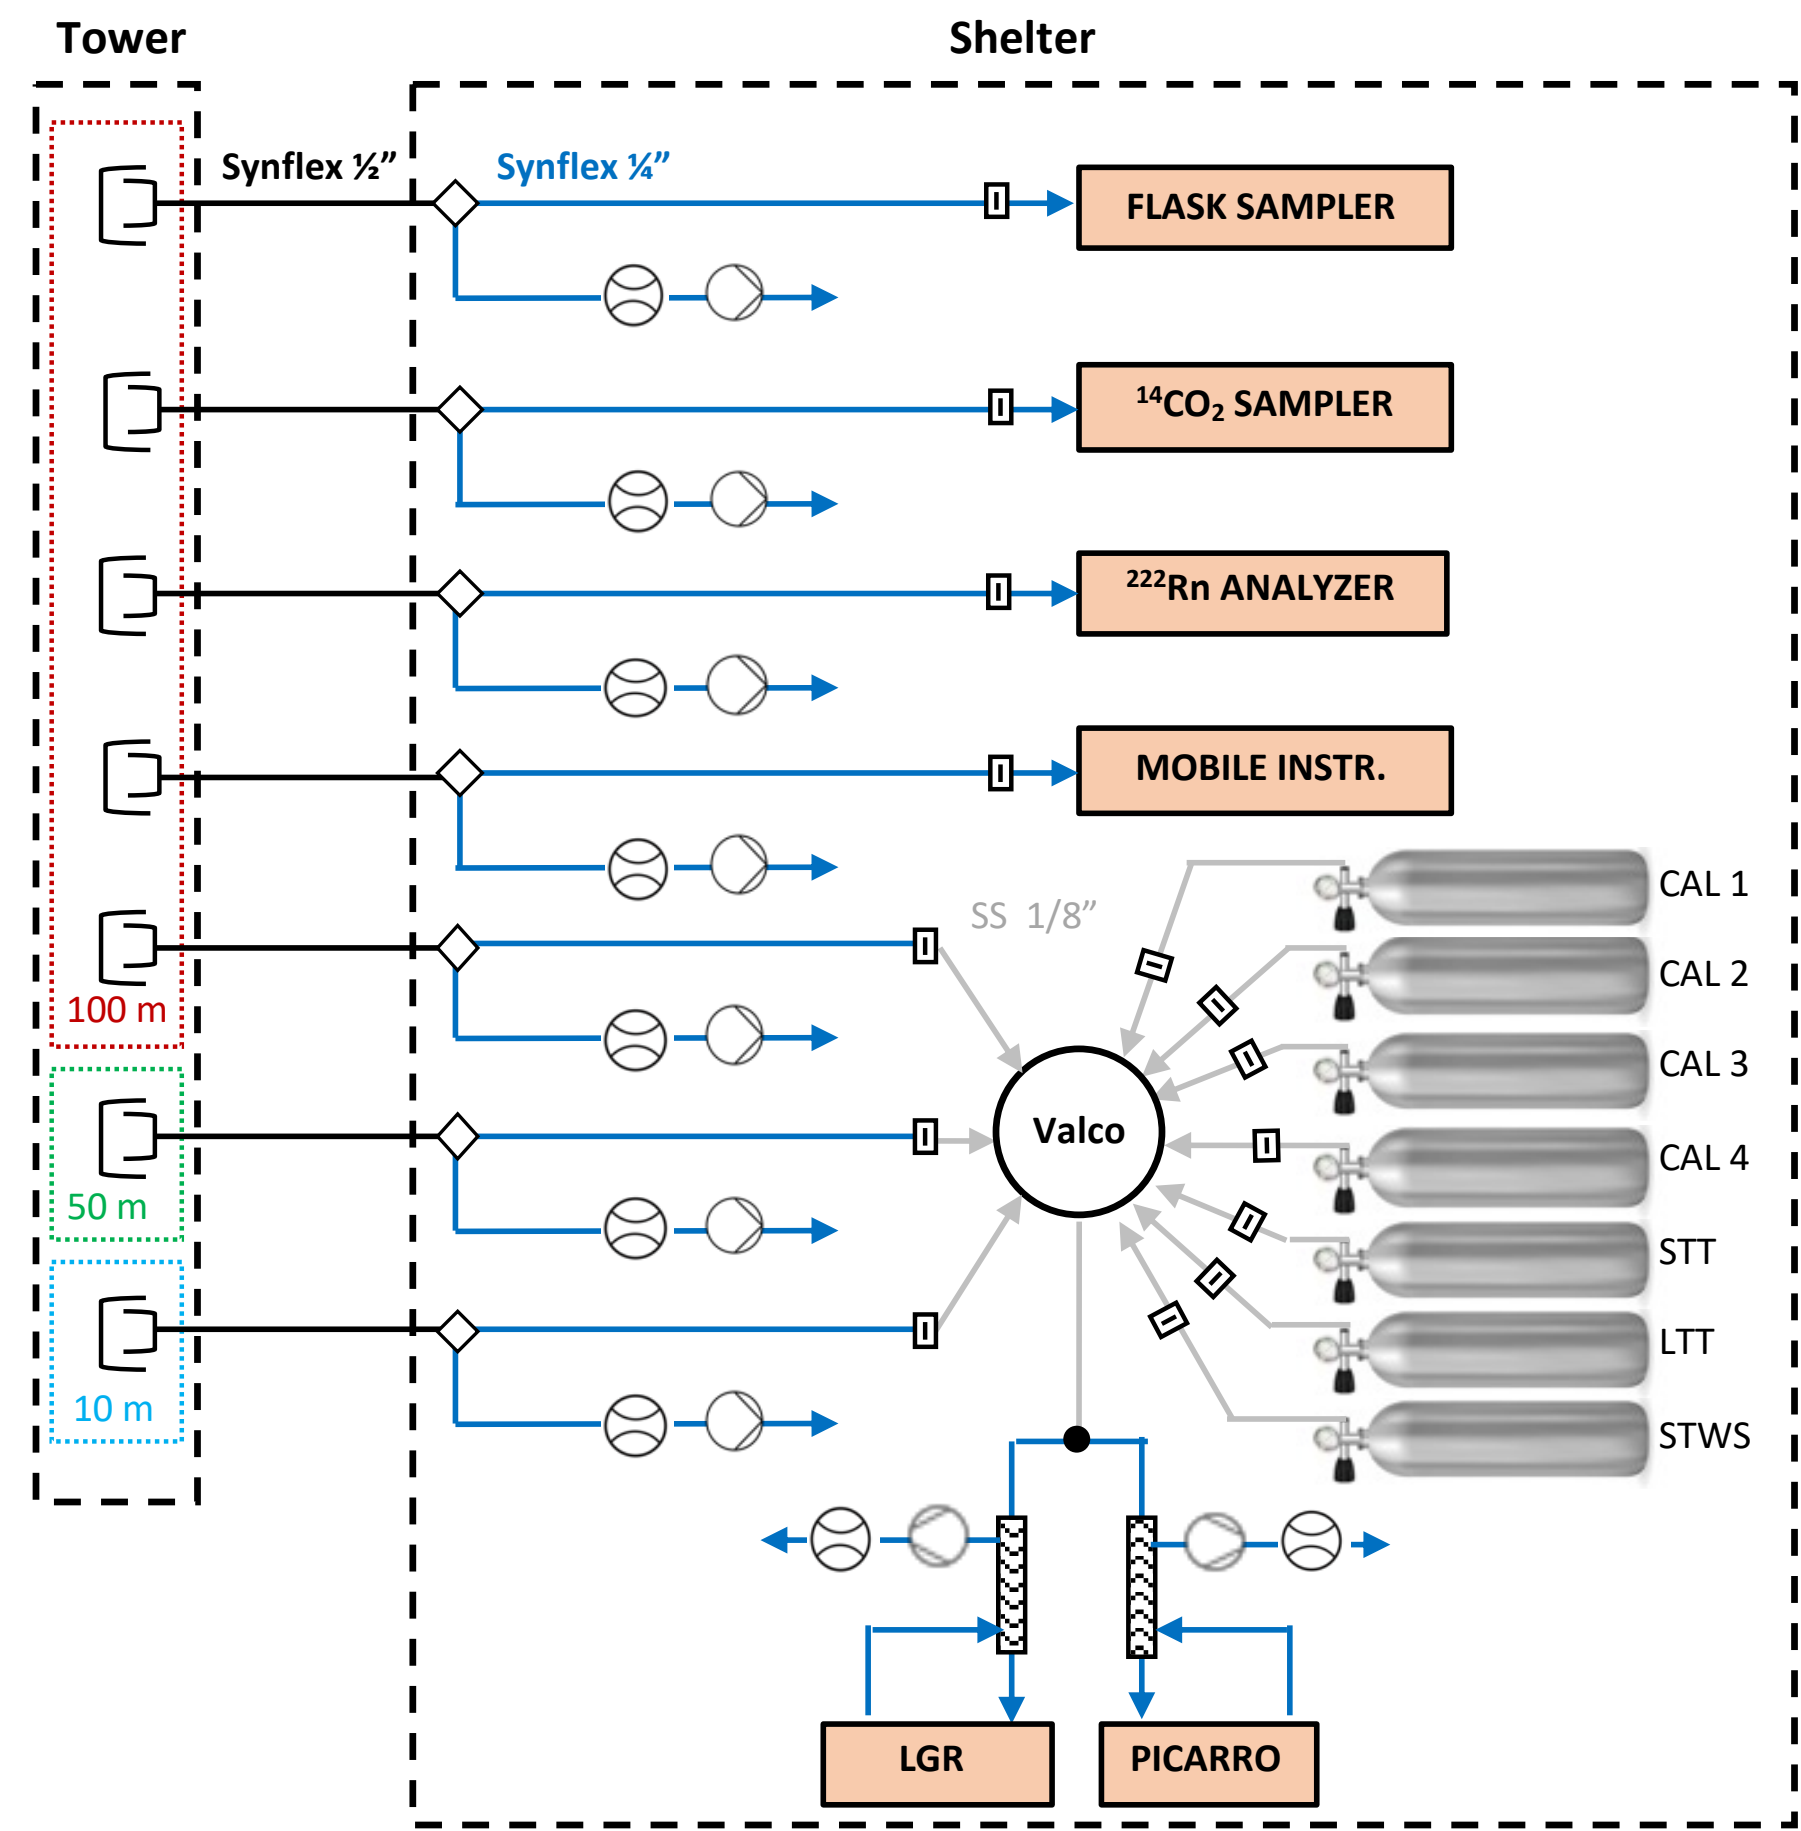 Tower
Shelter
Synflex ½”
Synflex ¼”
FLASK SAMPLER
¹⁴CO₂ SAMPLER
²²²Rn ANALYZER
MOBILE INSTR.
CAL 1
SS 1/8”
CAL 2
100 m
CAL 3
Valco
CAL 4
50 m
STT
LTT
10 m
STWS
LGR
PICARRO